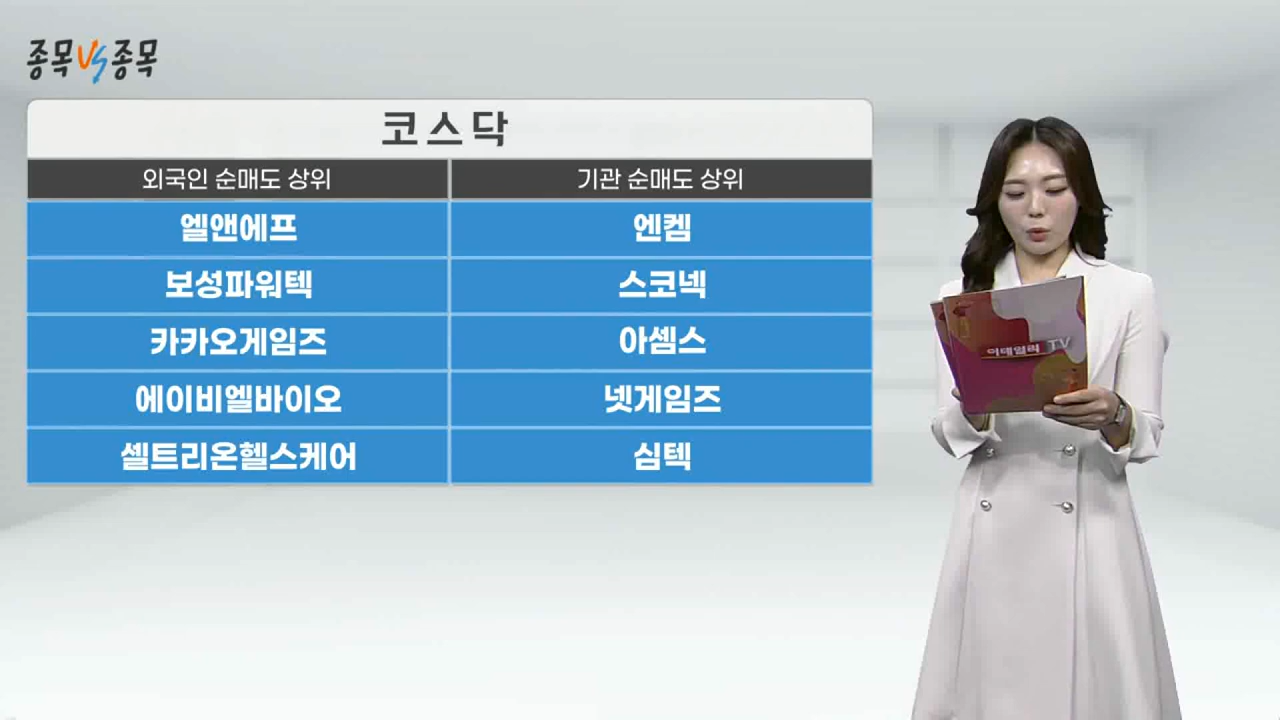 종목VS종목
코스닥
외국인 순매도 상위 기관 순매도 상위
엘앤에프 엔켐
보성파워텍 스코넥
카카오게임즈 아셈스
에이비엘바이오 넷게임즈
셀트리온헬스케어 심텍
이데일리 TV